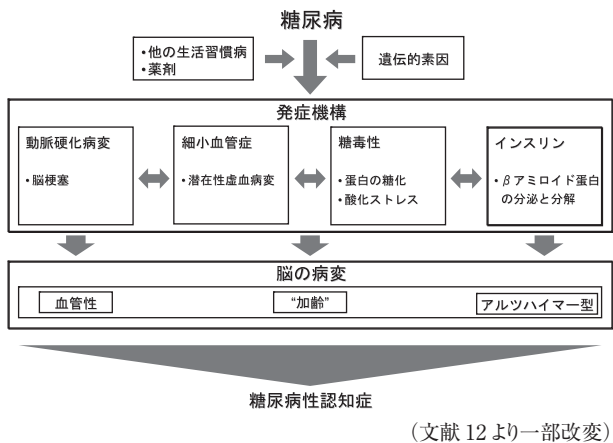 糖尿病
・他の生活習慣病
・薬剤
遺伝的素因
発症機構
動脈硬化病変
・脳梗塞
細小血管症
・潜在性虚血病変
糖毒性
・蛋白の糖化
・酸化ストレス
インスリン
・βアミロイド蛋白
の分泌と分解
脳の病変
血管性
“加齢”
アルツハイマー型
糖尿病性認知症
(文献 12 より一部改変)